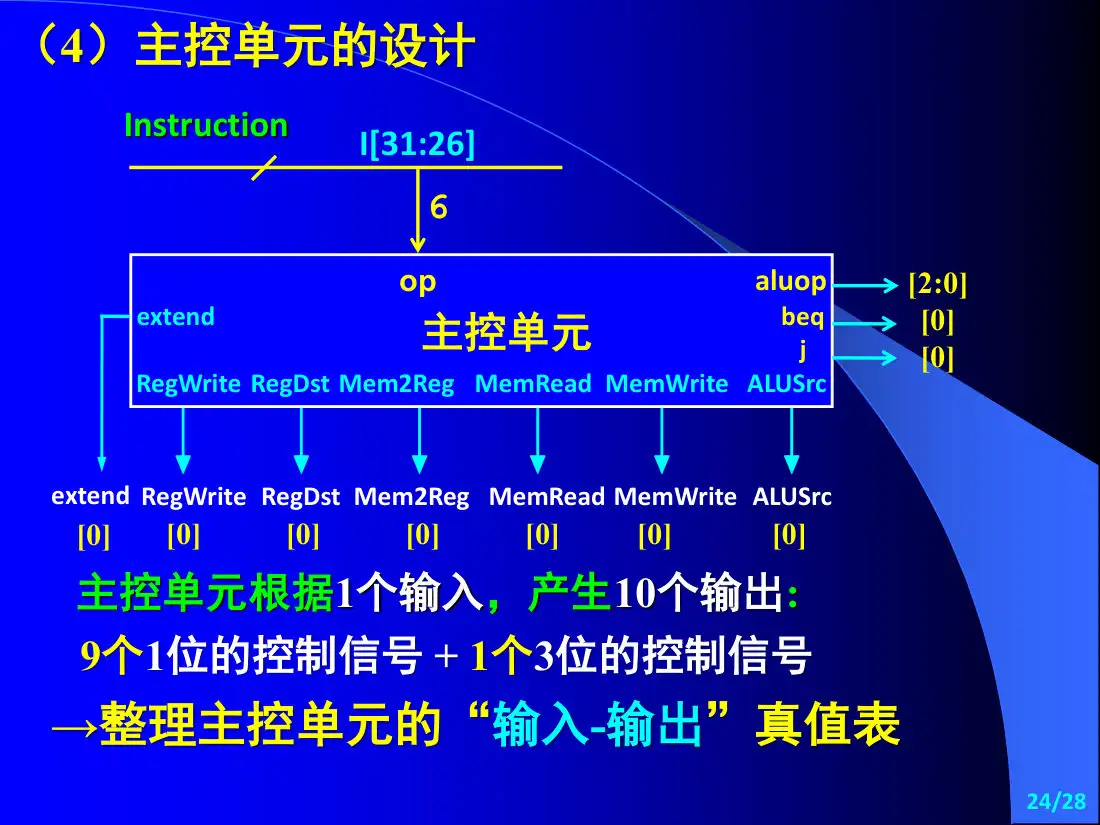 （4）主控单元的设计
Instruction
I[31:26]
6
op
aluop
[2:0]
extend
主控单元
beq
[0]
j
[0]
RegWrite RegDst Mem2Reg MemRead MemWrite ALUSrc
extend RegWrite RegDst Mem2Reg MemRead MemWrite ALUSrc
[0] [0] [0] [0] [0] [0] [0]
主控单元根据1个输入，产生10个输出:
9个1位的控制信号 + 1个3位的控制信号
→整理主控单元的“输入-输出”真值表
24/28